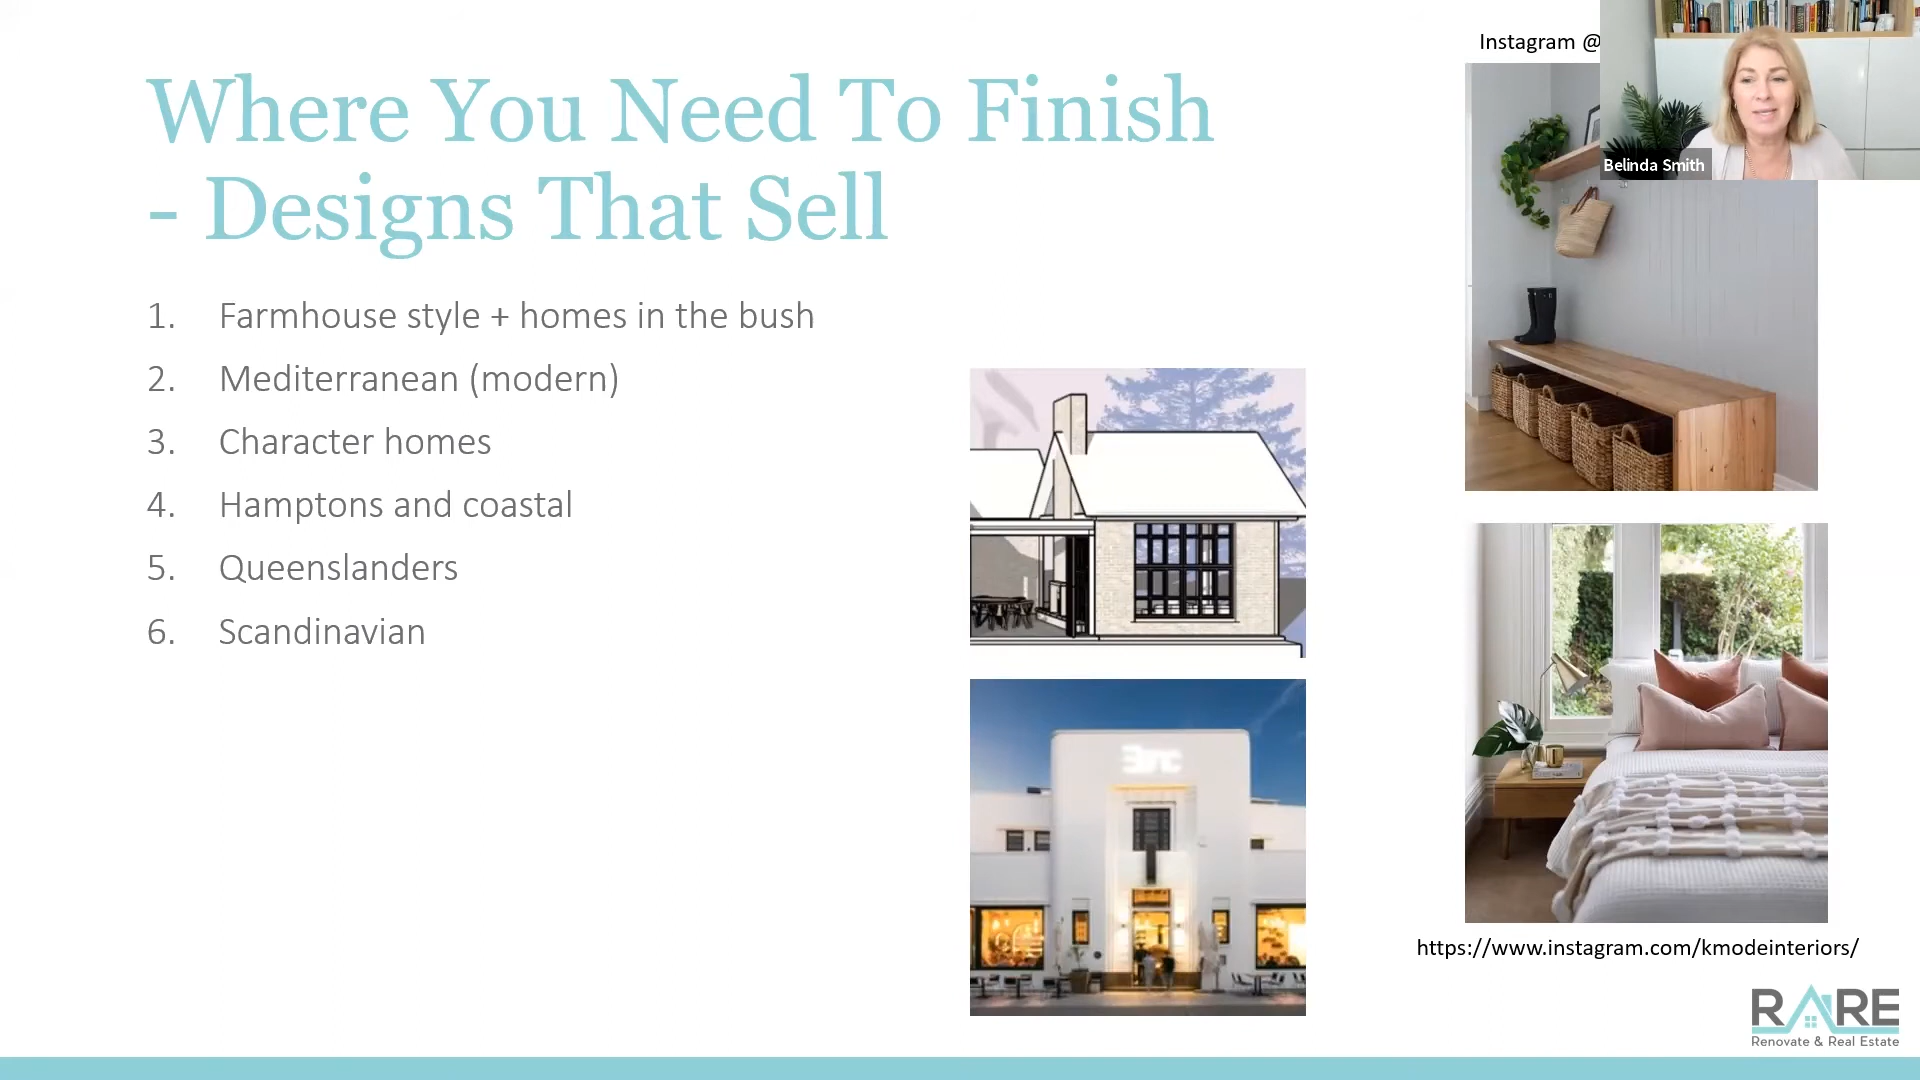 Where You Need To Finish
- Designs That Sell
1. Farmhouse style + homes in the bush
2. Mediterranean (modern)
3. Character homes
4. Hamptons and coastal
5. Queenslanders
6. Scandinavian
Instagram @
Belinda Smith
https://www.instagram.com/kmodeinteriors/
RARE
Renovate & Real Estate